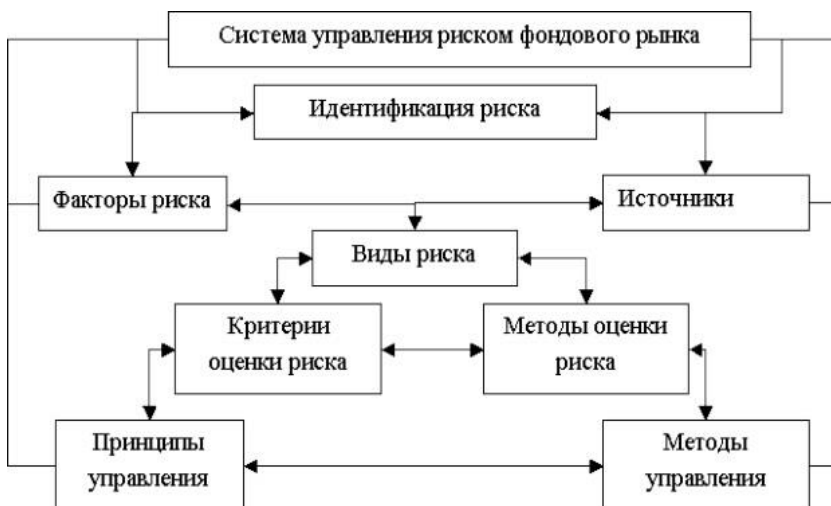 Система управления риском фондового рынка
Идентификация риска
Факторы риска
Источники
Виды риска
Критерии
оценки риска
Методы оценки
риска
Принципы
управления
Методы
управления